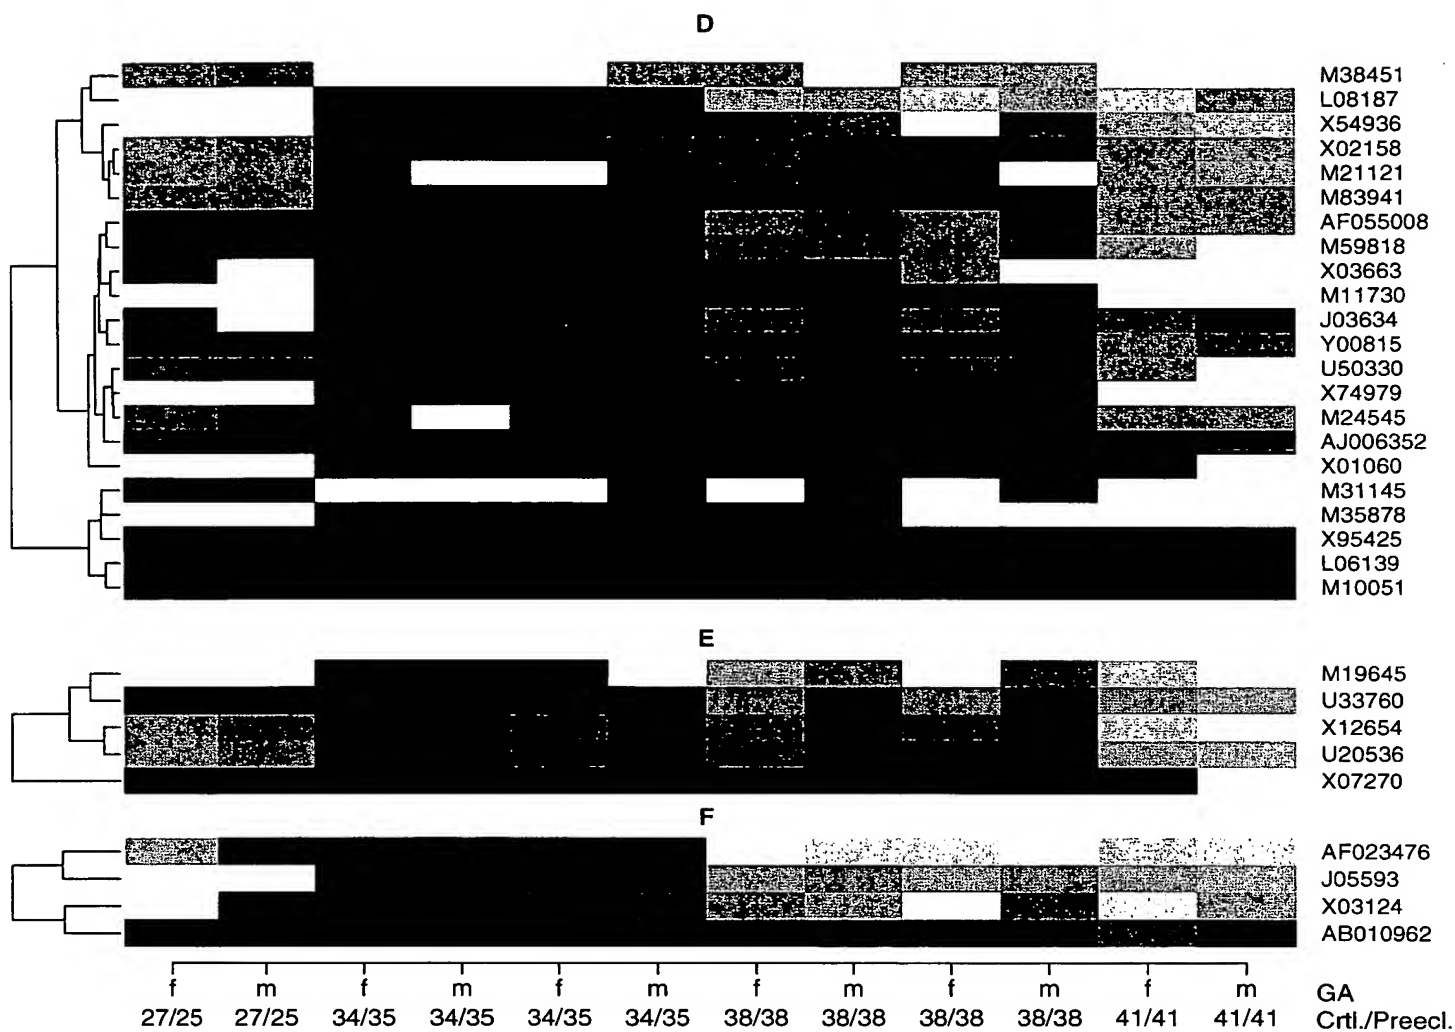 D
M38451
L08187
X54936
X02158
M21121
M83941
AF055008
M59818
X03663
M11730
J03634
Y00815
U50330
X74979
M24545
AJ006352
X01060
M31145
M35878
X95425
L06139
M10051
E
M19645
U33760
X12654
U20536
X07270
F
AF023476
J05593
X03124
AB010962
f m f m f m f m f m f m GA
27/25 27/25 34/35 34/35 34/35 34/35 38/38 38/38 38/38 38/38 41/41 41/41 Crtl./Preecl.